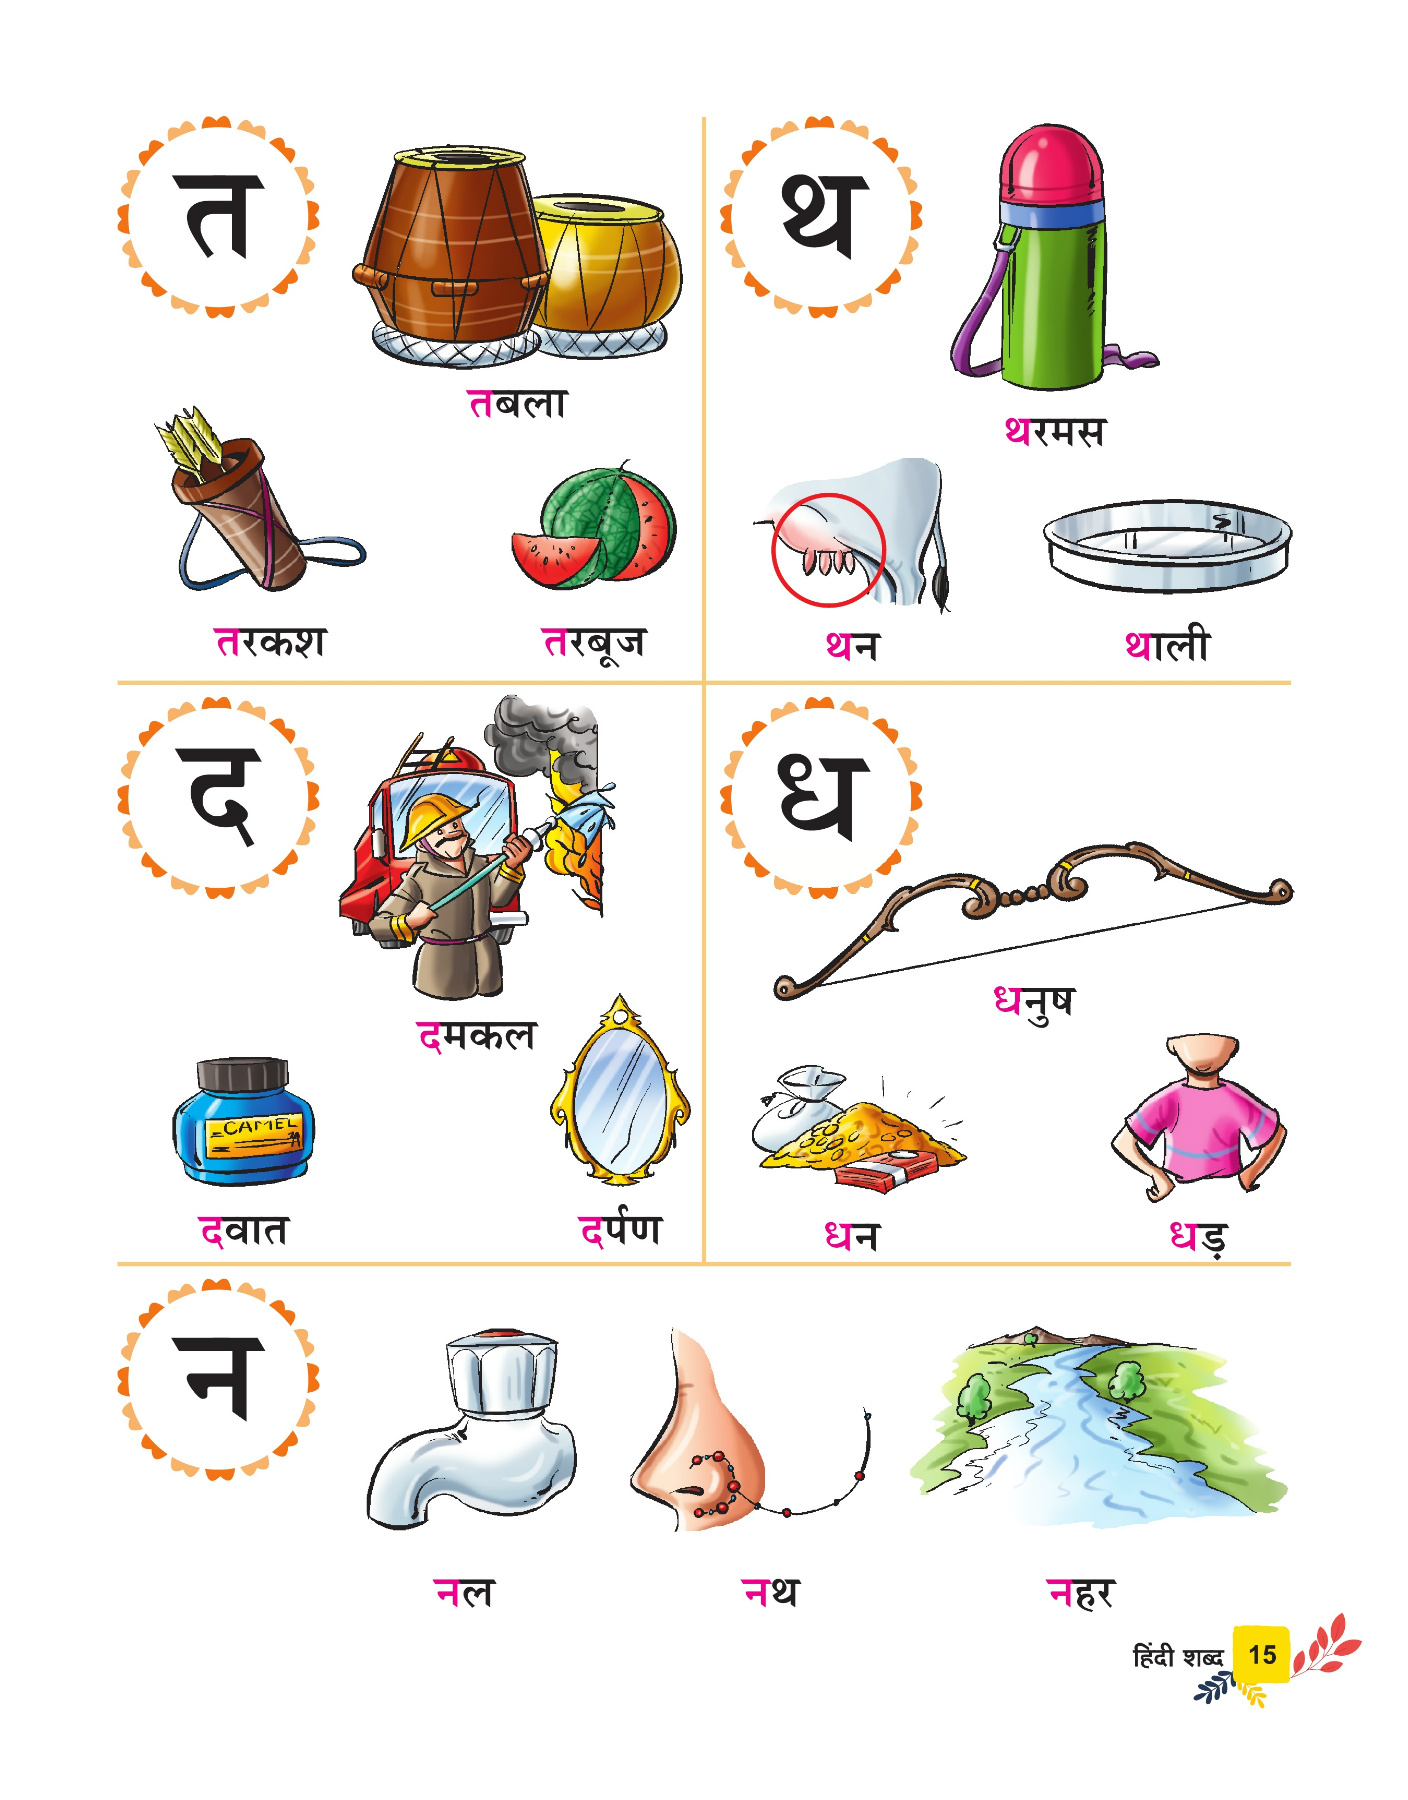 त
तबला
तरकश
तरबूज
थ
थरमस
थन
थाली
द
दमकल
CAMEL
दवात
दर्पण
ध
धनुष
धन
धड़
न
नल
नथ
नहर
हिंदी शब्द 15